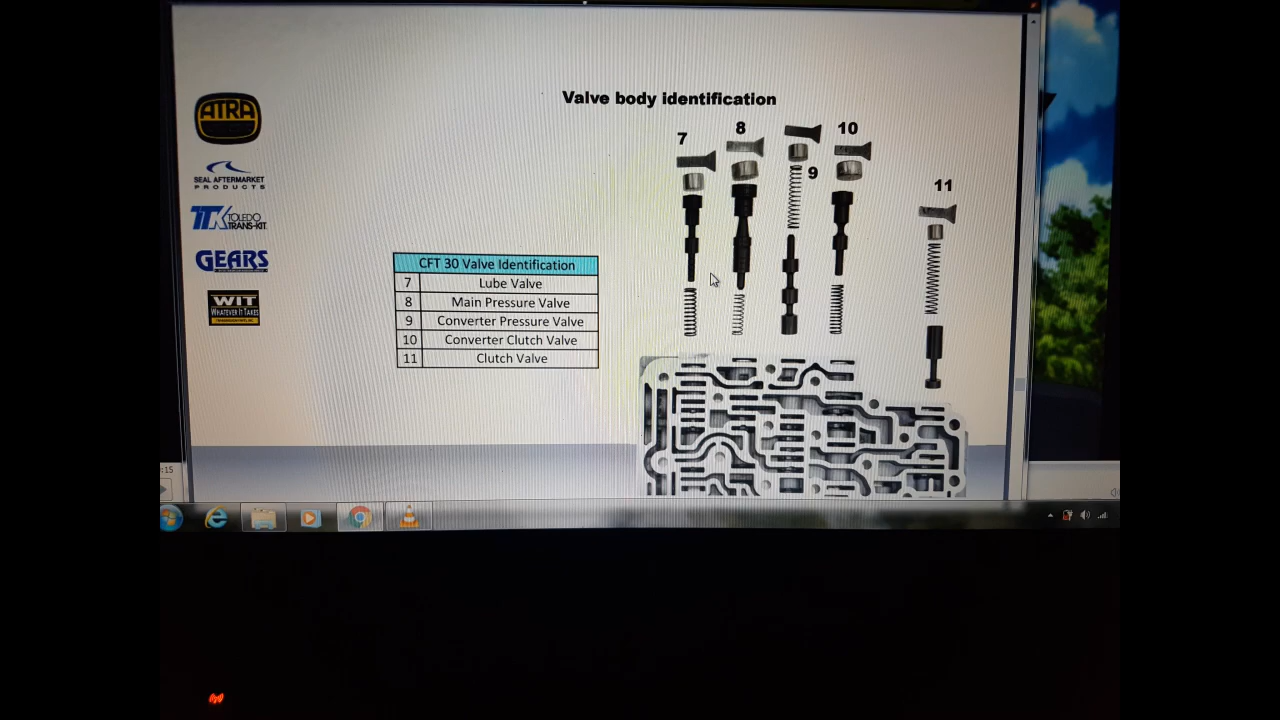 Valve body identification
ATRA
SEAL AFTERMARKET
PRODUCTS
TTK TOLEDO
TRANS-KIT
GEARS
WIT
WHATEVER IT TAKES
7
8
9
10
11
CFT 30 Valve Identification
7 Lube Valve
8 Main Pressure Valve
9 Converter Pressure Valve
10 Converter Clutch Valve
11 Clutch Valve
:15